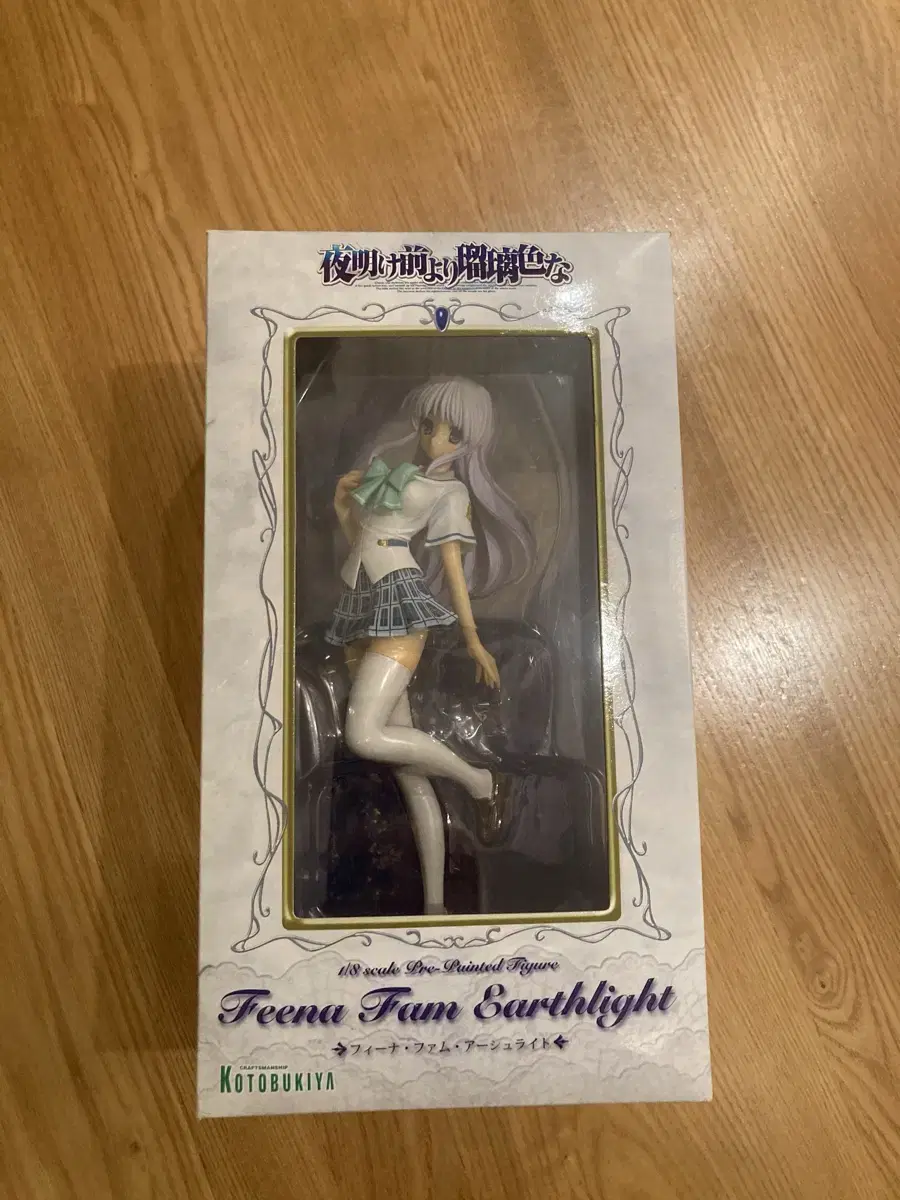 夜明け前より瑠璃色な
1/8 scale Pre-Painted Figure
Feena Fam Earthlight
フィーナ・ファム・アーシュライト
CRAFTSMANSHIP
KOTOBUKIYA